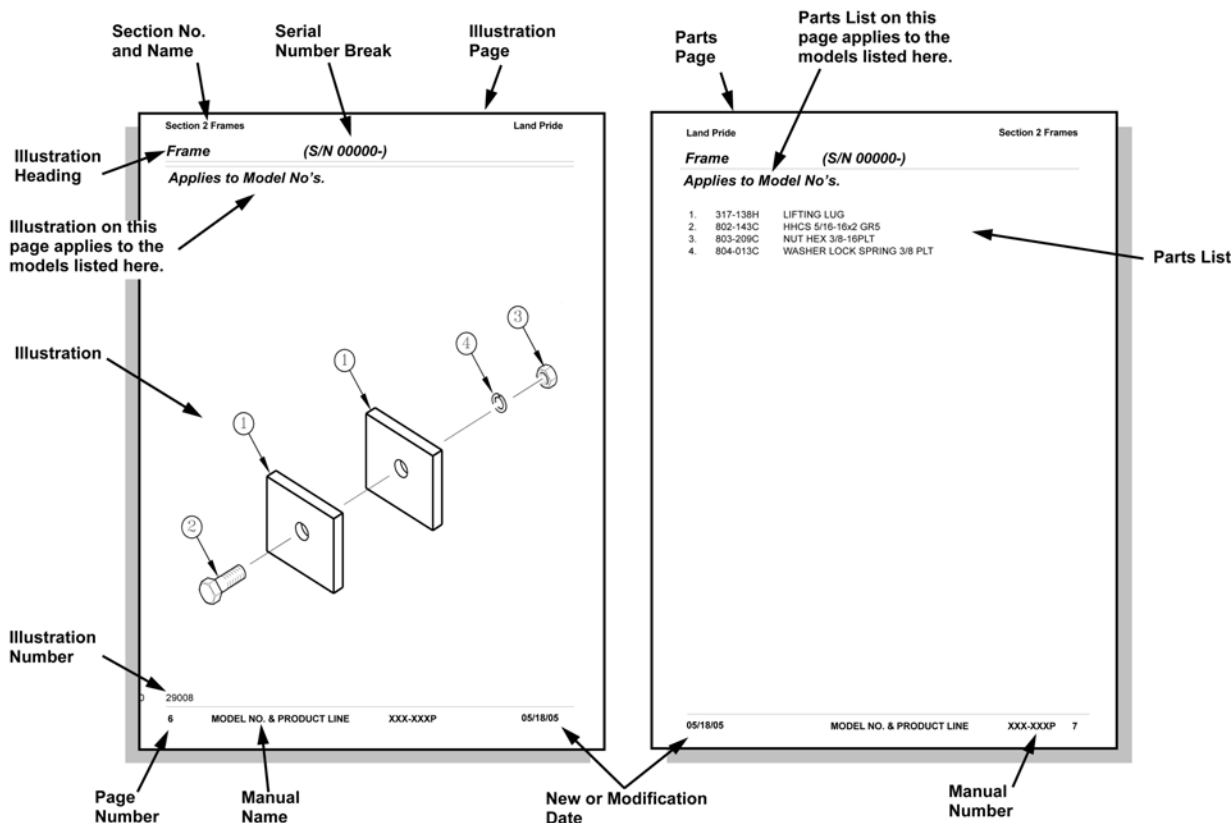 Section No.
and Name
Serial
Number Break
Illustration
Page
Parts
Page
Parts List on this
page applies to the
models listed here.
Section 2 Frames
Land Pride
Frame
(S/N 00000-)
Applies to Model No's.
Illustration
Heading
Illustration on this
page applies to the
models listed here.
Illustration
1
1
2
3
4
Illustration
Number
29008
6
MODEL NO. & PRODUCT LINE
XXX-XXXP
05/18/05
Page
Number
Manual
Name
New or Modification
Date
Land Pride
Section 2 Frames
Frame
(S/N 00000-)
Applies to Model No's.
1. 317-138H LIFTING LUG
2. 802-143C HHCS 5/16-16x2 GR5
3. 803-209C NUT HEX 3/8-16PLT
4. 804-013C WASHER LOCK SPRING 3/8 PLT
Parts List
05/18/05
MODEL NO. & PRODUCT LINE
XXX-XXXP
7
Manual
Number